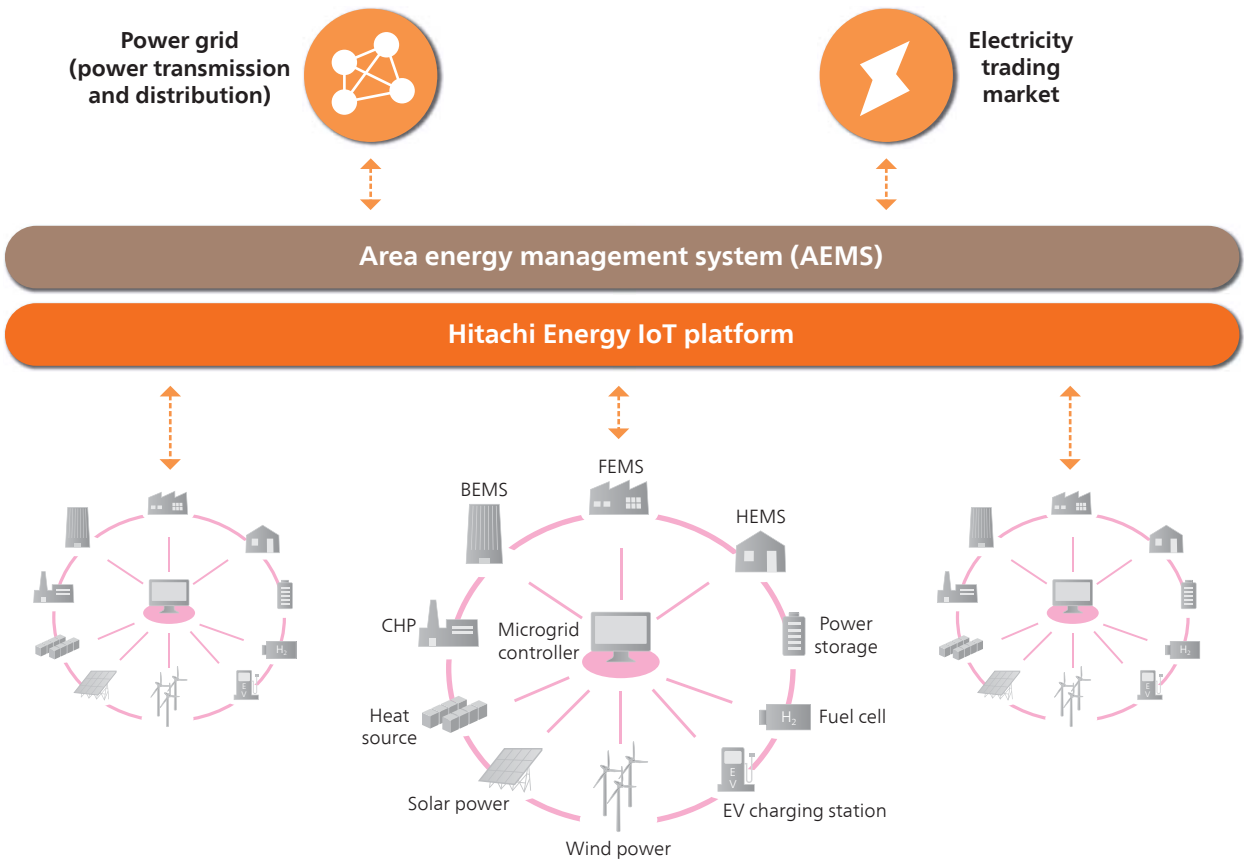 Power grid
(power transmission
and distribution)
Electricity
trading
market
Area energy management system (AEMS)
Hitachi Energy IoT platform
FEMS
BEMS
HEMS
CHP
Microgrid
controller
Power
storage
Heat
source
H₂
Fuel cell
Solar power
E
V
EV charging station
Wind power
H₂
E
V
H₂
E
V